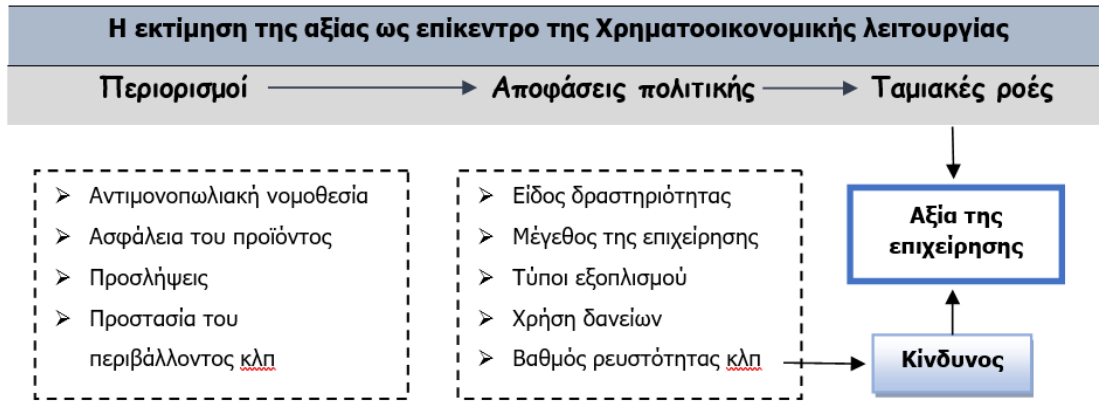 Η εκτίμηση της αξίας ως επίκεντρο της Χρηματοοικονομικής λειτουργίας
Περιορισμοί
Αποφάσεις πολιτικής
Ταμιακές ροές
Αντιμονοπωλιακή νομοθεσία
Ασφάλεια του προϊόντος
Προσλήψεις
Προστασία του
περιβάλλοντος κλπ
Είδος δραστηριότητας
Μέγεθος της επιχείρησης
Τύποι εξοπλισμού
Χρήση δανείων
Βαθμός ρευστότητας κλπ
Αξία της
επιχείρησης
Κίνδυνος